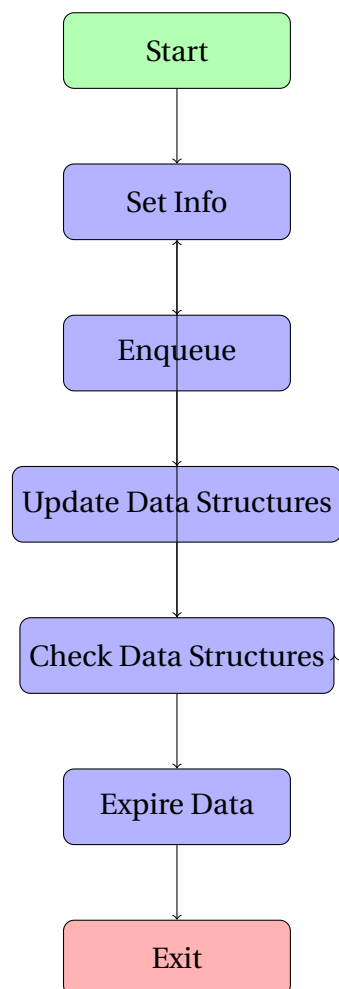 Start
Set Info
Enqueue
Update Data Structures
Check Data Structures
Expire Data
Exit